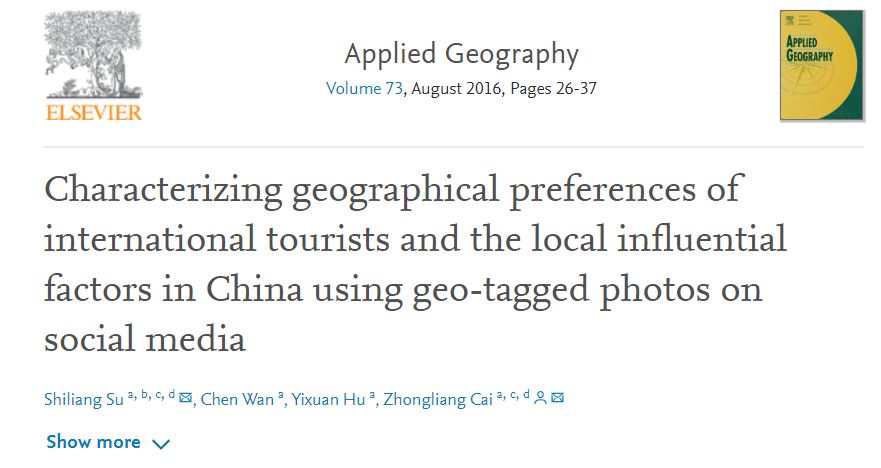 ELSEVIER
Applied Geography
Volume 73, August 2016, Pages 26-37
APPLIED
GEOGRAPHY
Characterizing geographical preferences of
international tourists and the local influential
factors in China using geo-tagged photos on
social media
Shiliang Su a, b, c, d, Chen Wan a, Yixuan Hu a, Zhongliang Cai a, c, d
Show more